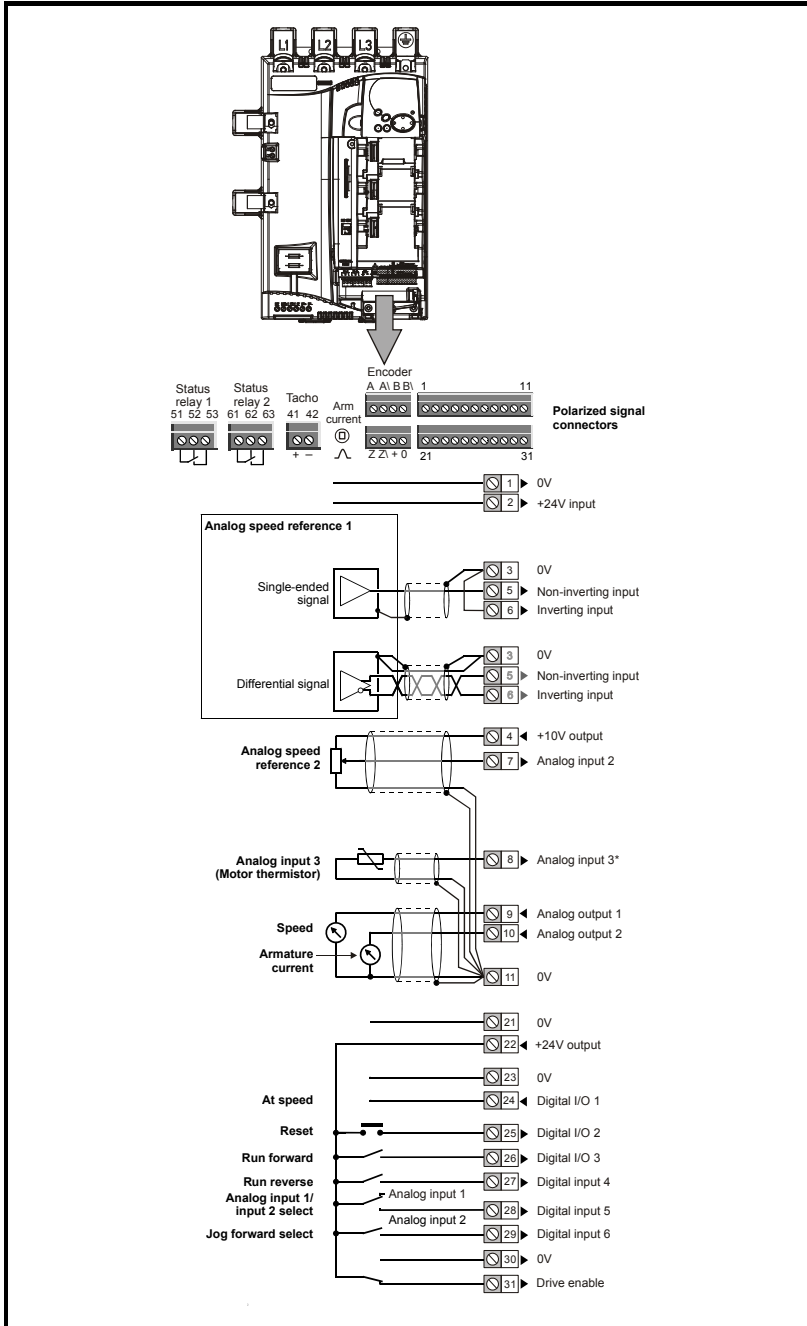 L1 L2 L3
Encoder
A A\ B B\ 1 11
Status relay 1
51 52 53
Status relay 2
61 62 63
Tacho
41 42
+ −
Arm current
Z Z\ + 0 21 31
Polarized signal connectors
1 0V
2 +24V input
Analog speed reference 1
Single-ended signal
3 0V
5 Non-inverting input
6 Inverting input
Differential signal
3 0V
5 Non-inverting input
6 Inverting input
Analog speed reference 2
4 +10V output
7 Analog input 2
Analog input 3 (Motor thermistor)
8 Analog input 3*
Speed
9 Analog output 1
10 Analog output 2
Armature current
11 0V
21 0V
22 +24V output
23 0V
At speed
24 Digital I/O 1
Reset
25 Digital I/O 2
Run forward
26 Digital I/O 3
Run reverse
27 Digital input 4
Analog input 1/ input 2 select
Analog input 1
28 Digital input 5
Analog input 2
Jog forward select
29 Digital input 6
30 0V
31 Drive enable